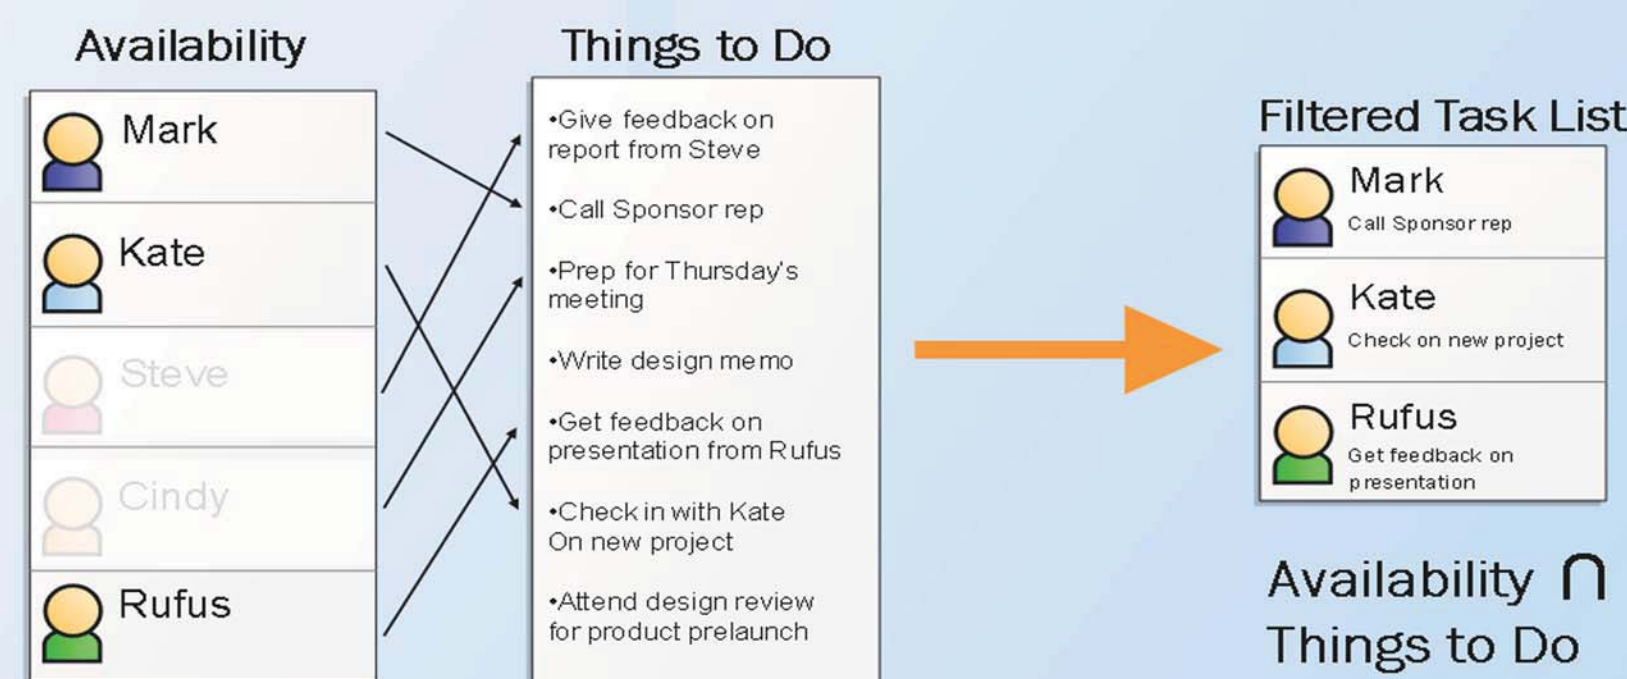 Availability
Mark
Kate
Steve
Cindy
Rufus
Things to Do
•Give feedback on
report from Steve
•Call Sponsor rep
•Prep for Thursday's
meeting
•Write design memo
•Get feedback on
presentation from Rufus
•Check in with Kate
On new project
•Attend design review
for product prelaunch
Filtered Task List
Mark
Call Sponsor rep
Kate
Check on new project
Rufus
Get feedback on
presentation
Availability ∩
Things to Do